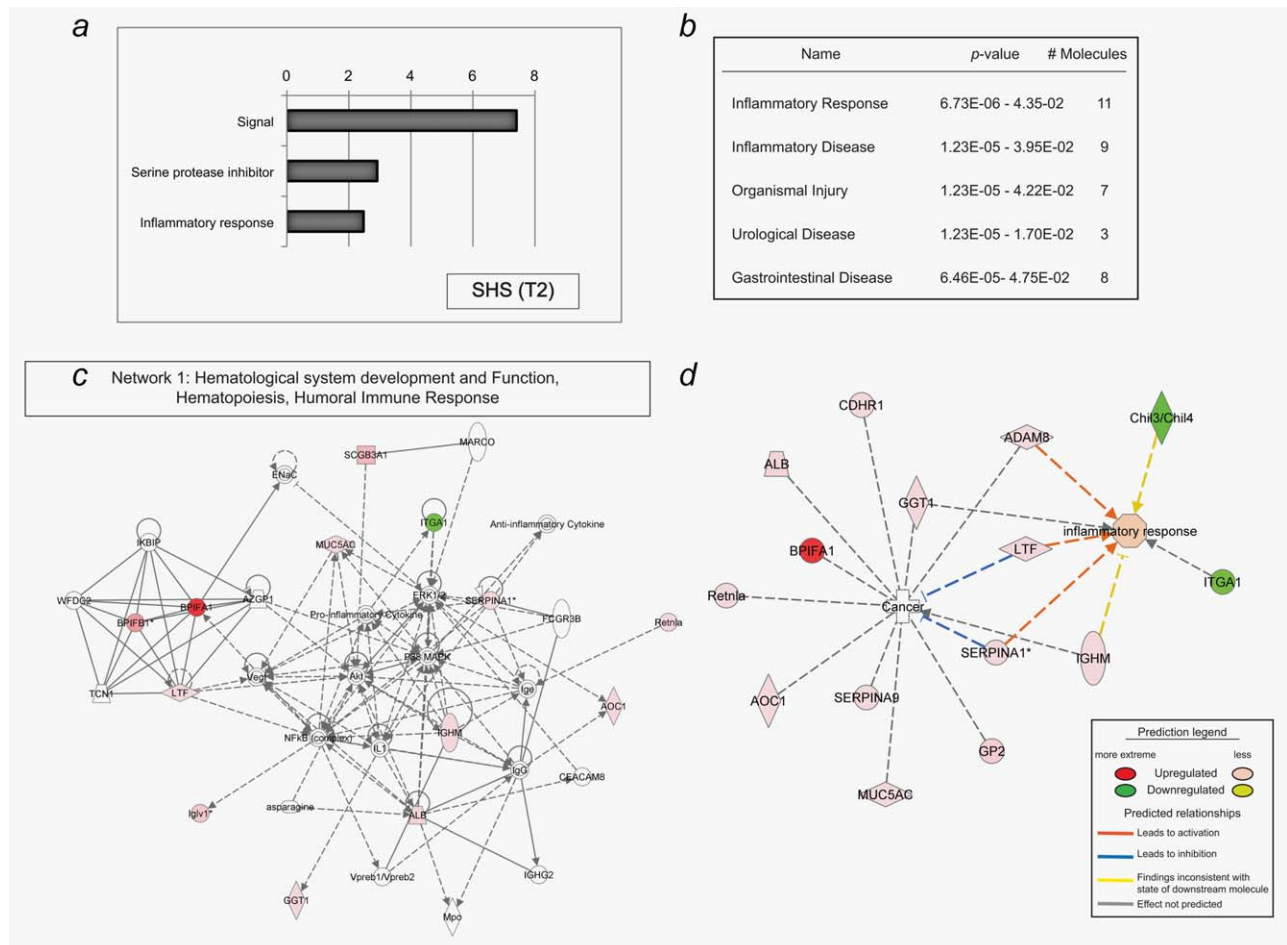 a
0 2 4 6 8
Signal
Serine protease inhibitor
Inflammatory response
SHS (T2)
b
Name p-value # Molecules
Inflammatory Response 6.73E-06 - 4.35-02 11
Inflammatory Disease 1.23E-05 - 3.95E-02 9
Organismal Injury 1.23E-05 - 4.22E-02 7
Urological Disease 1.23E-05 - 1.70E-02 3
Gastrointestinal Disease 6.46E-05- 4.75E-02 8
c
Network 1: Hematological system development and Function,
Hematopoiesis, Humoral Immune Response
MARCO
SCGB3A1
ENaC
ITGA1
Anti-inflammatory Cytokine
IKBIP
MUC5AC
WFDC2
BPIFA1
AZGP1
ERK1/2
SERPINA1*
BPIFB1*
Pro-inflammatory Cytokine
FCGR3B
Retnla
P38 MAPK
TCN1
LTF
Vegf
Akt
Ige
AOC1
NFkB (complex)
IL1
IGHM
IgG
CEACAM8
Iglv1*
asparagine
ALB
Vpreb1/Vpreb2
IGHG2
GGT1
Mpo
d
CDHR1
Chil3/Chil4
ADAM8
ALB
GGT1
inflammatory response
BPIFA1
LTF
ITGA1
Retnla
Cancer
SERPINA1*
IGHM
AOC1
SERPINA9
GP2
MUC5AC
Prediction legend
more extreme less
Upregulated
Downregulated
Predicted relationships
Leads to activation
Leads to inhibition
Findings inconsistent with
state of downstream molecule
Effect not predicted